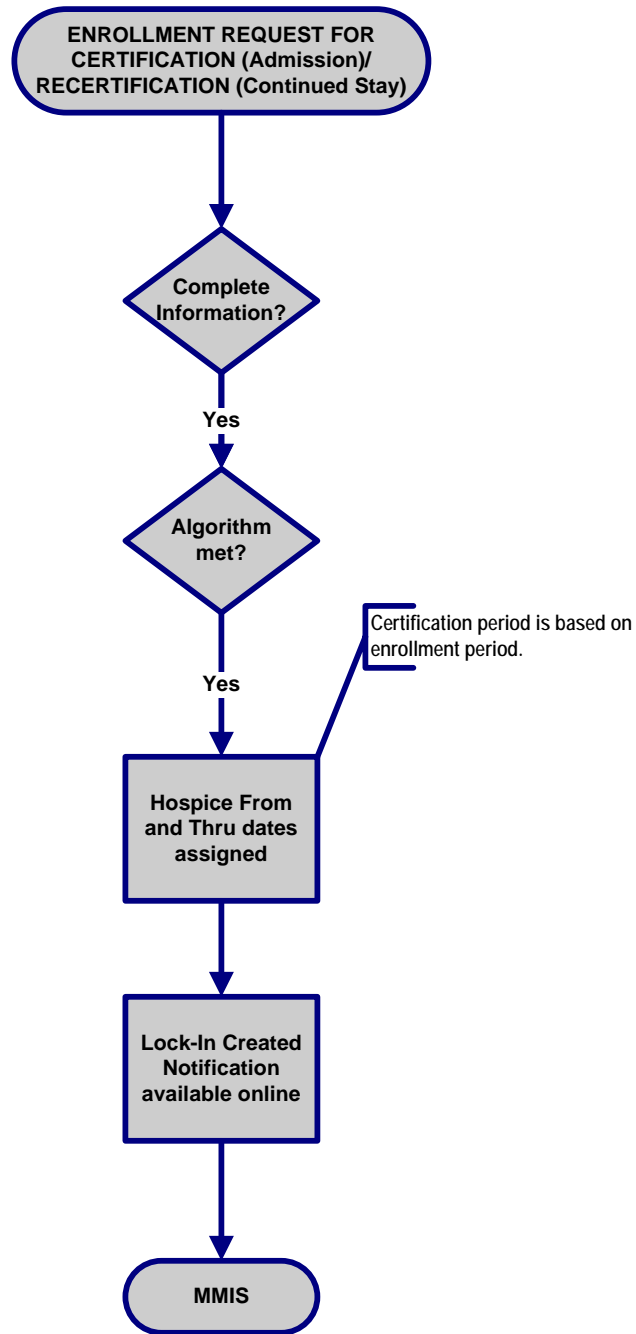 ENROLLMENT REQUEST FOR
CERTIFICATION (Admission)/
RECERTIFICATION (Continued Stay)
Complete
Information?
Yes
Algorithm
met?
Certification period is based on
enrollment period.
Yes
Hospice From
and Thru dates
assigned
Lock-In Created
Notification
available online
MMIS